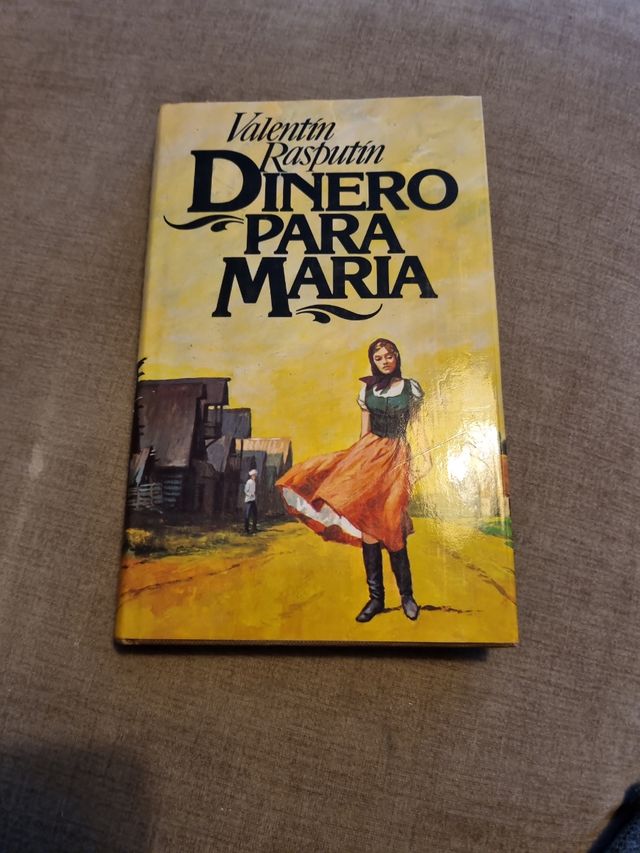 Valentín
Rasputín
DINERO
PARA
MARIA